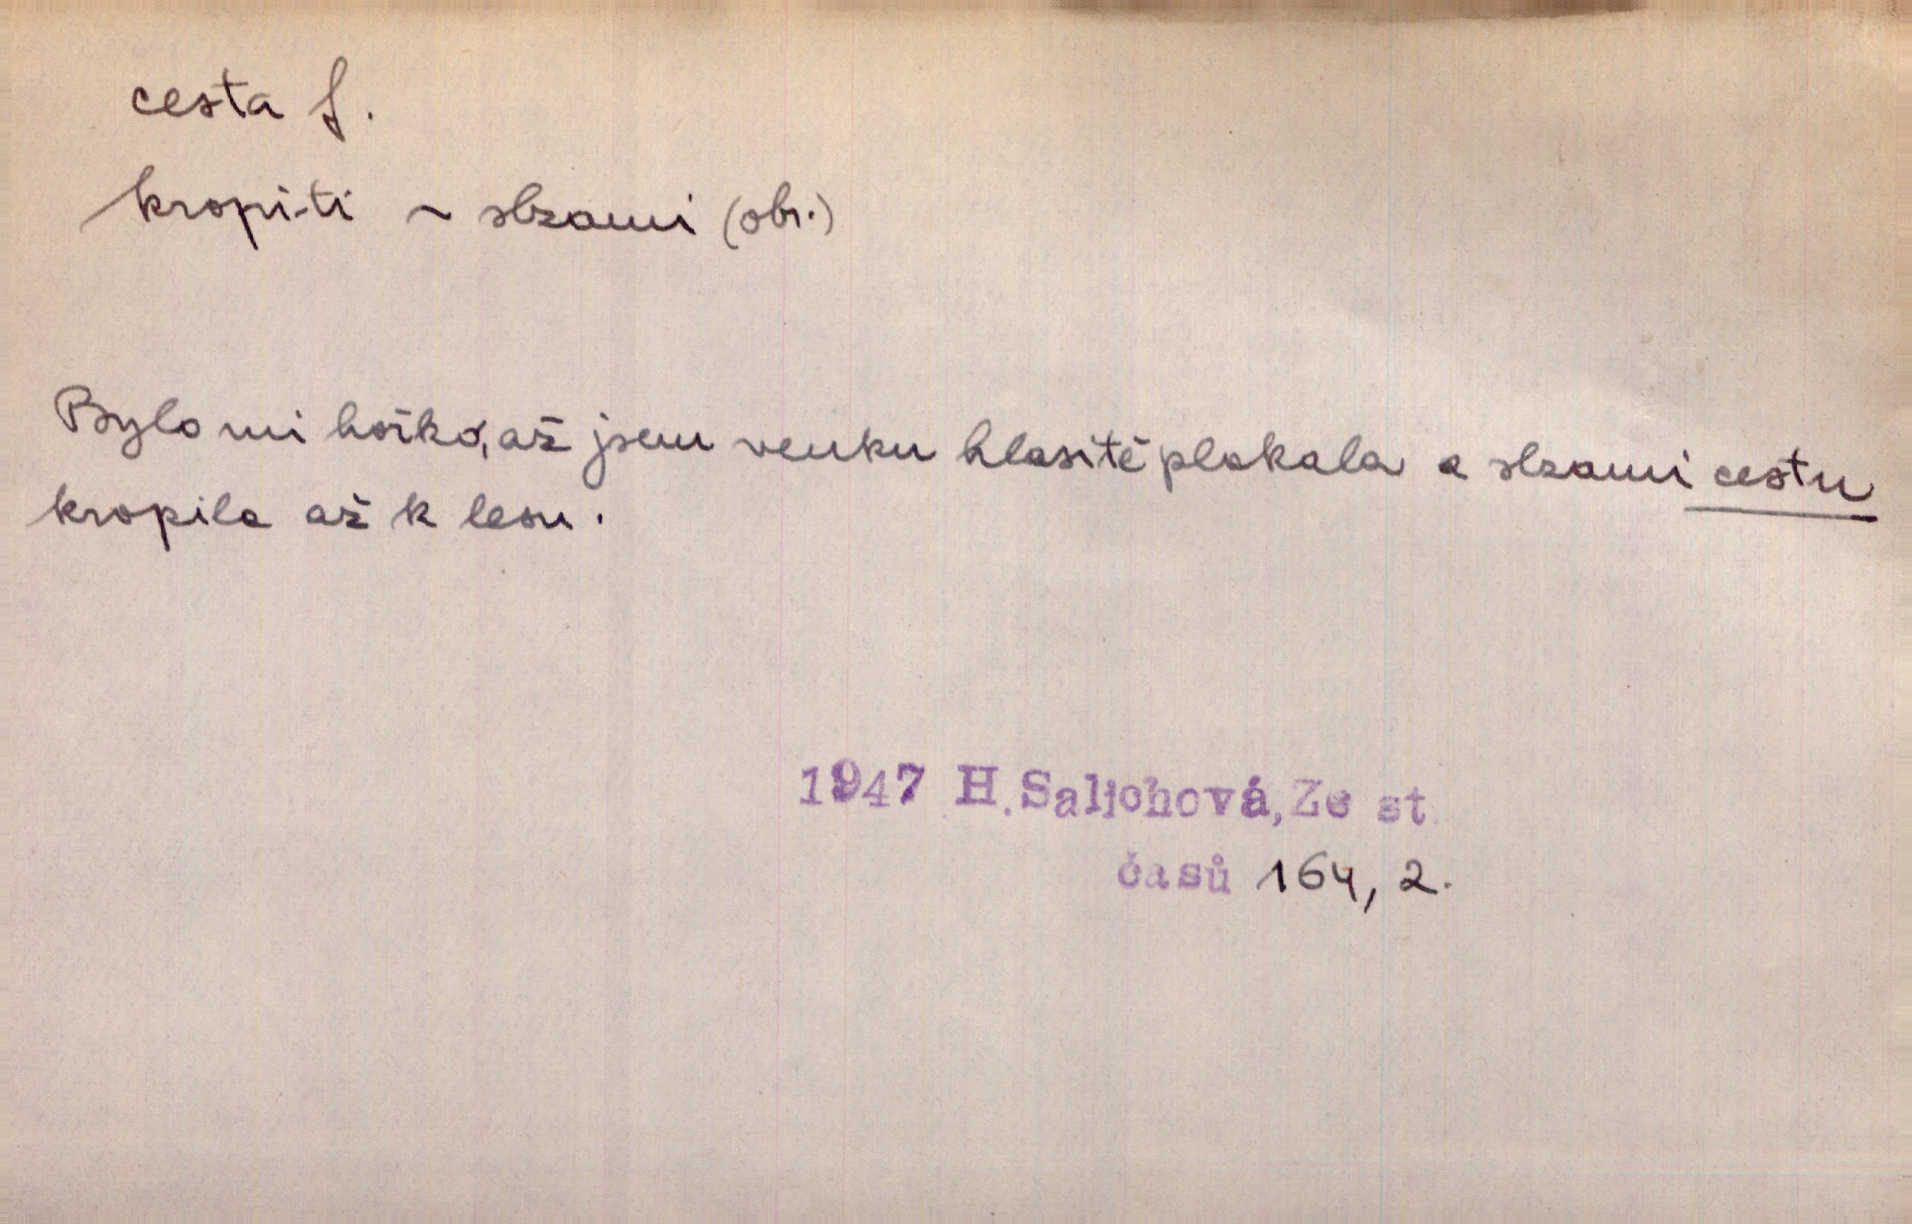 cesta f.
kropiti ~ slzami (obr.)
Bylo mi hořko, až jsem venku hlasitě plakala a slzami cestu
kropila až k lesu.
1947 H. Salichová, Ze st.
časů 164, 2.